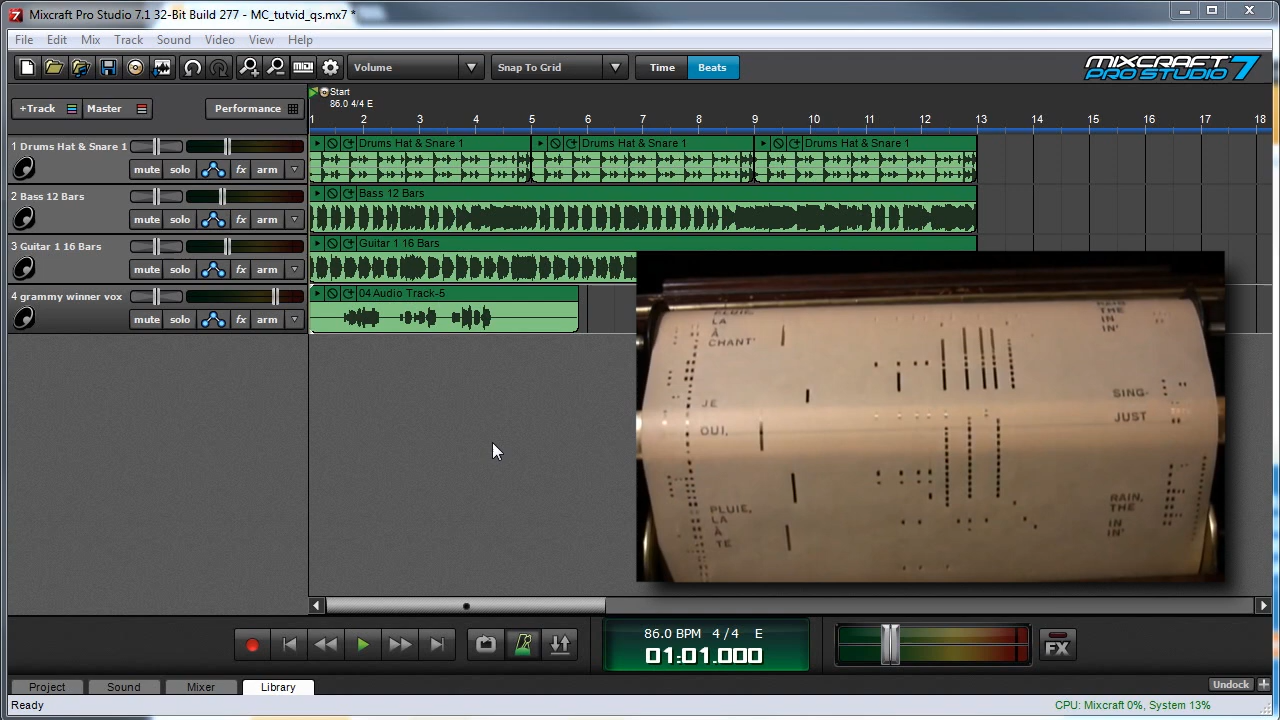 Mixcraft Pro Studio 7.1 32-Bit Build 277 - MC_tutvid_qs.mx7 *
File Edit Mix Track Sound Video View Help
Volume Snap To Grid Time Beats
MIXCRAFT
PRO STUDIO 7
+Track Master Performance
Start
86.0 4/4 E
1 2 3 4 5 6 7 8 9 10 11 12 13 14 15 16 17 18
1 Drums Hat & Snare 1
mute solo fx arm
Drums Hat & Snare 1 Drums Hat & Snare 1 Drums Hat & Snare 1
2 Bass 12 Bars
mute solo fx arm
Bass 12 Bars
3 Guitar 1 16 Bars
mute solo fx arm
Guitar 1 16 Bars
4 grammy winner vox
mute solo fx arm
04 Audio Track-5
PLUIE,
LA
À
CHANT'
JE
OUI,
PLUIE,
LA
À
TE
THE
IN
IN'
SING-
JUST
RAIN,
THE
IN
IN'
86.0 BPM 4 / 4 E
01:01.000
FX
Project Sound Mixer Library
Undock
Ready
CPU: Mixcraft 0%, System 13%